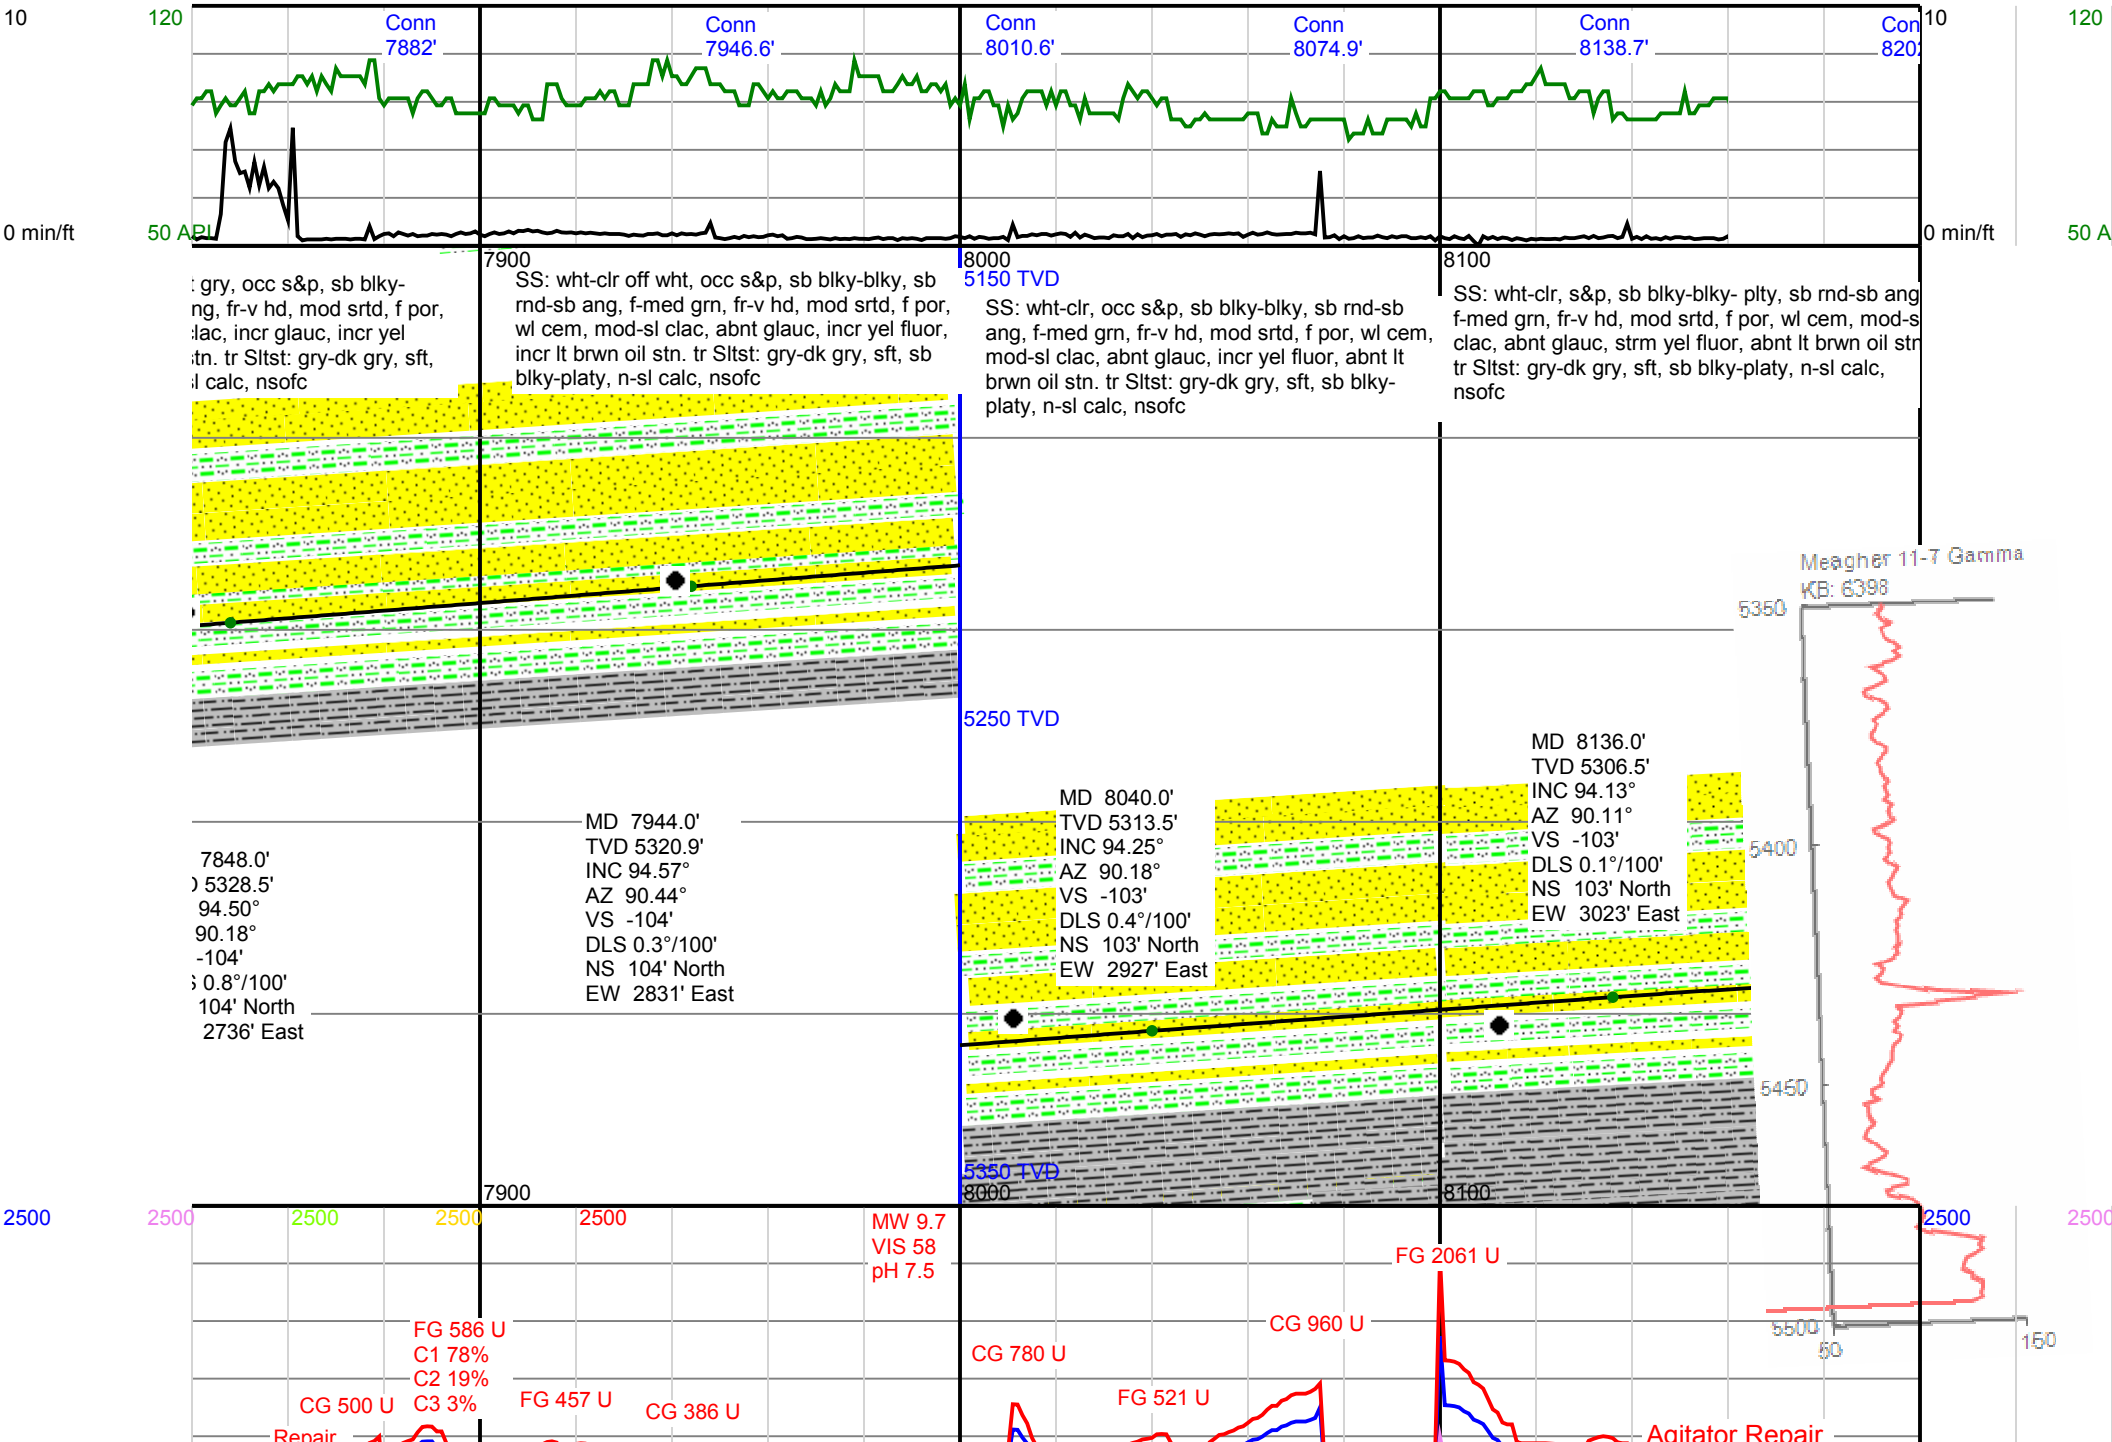 10
120
Conn
7882'
Conn
7946.6'
Conn
8010.6'
Conn
8074.9'
Conn
8138.7'
Con
820
10
120
0 min/ft
50 API
0 min/ft
50 A
7900
8000
8100
5150 TVD
gry, occ s&p, sb blky-
ng, fr-v hd, mod srtd, f por,
clac, incr glauc, incr yel
stn. tr Sltst: gry-dk gry, sft,
sl calc, nsofc
SS: wht-clr off wht, occ s&p, sb blky-blky, sb
rnd-sb ang, f-med grn, fr-v hd, mod srtd, f por,
wl cem, mod-sl clac, abnt glauc, incr yel fluor,
incr lt brwn oil stn. tr Sltst: gry-dk gry, sft, sb
blky-platy, n-sl calc, nsofc
SS: wht-clr, occ s&p, sb blky-blky, sb rnd-sb
ang, f-med grn, fr-v hd, mod srtd, f por, wl cem,
mod-sl clac, abnt glauc, incr yel fluor, abnt lt
brwn oil stn. tr Sltst: gry-dk gry, sft, sb blky-
platy, n-sl calc, nsofc
SS: wht-clr, s&p, sb blky-blky- plty, sb rnd-sb ang
f-med grn, fr-v hd, mod srtd, f por, wl cem, mod-s
clac, abnt glauc, strm yel fluor, abnt lt brwn oil stn
tr Sltst: gry-dk gry, sft, sb blky-platy, n-sl calc,
nsofc
Meagher 11-7 Gamma
KB: 6398
5350
5400
5450
5500
50
150
5250 TVD
7848.0'
5328.5'
94.50°
90.18°
-104'
0.8°/100'
104' North
2736' East
MD 7944.0'
TVD 5320.9'
INC 94.57°
AZ 90.44°
VS -104'
DLS 0.3°/100'
NS 104' North
EW 2831' East
MD 8040.0'
TVD 5313.5'
INC 94.25°
AZ 90.18°
VS -103'
DLS 0.4°/100'
NS 103' North
EW 2927' East
MD 8136.0'
TVD 5306.5'
INC 94.13°
AZ 90.11°
VS -103'
DLS 0.1°/100'
NS 103' North
EW 3023' East
5350 TVD
7900
8000
8100
2500
2500
2500
2500
2500
2500
2500
MW 9.7
VIS 58
pH 7.5
FG 2061 U
CG 960 U
CG 780 U
FG 521 U
FG 586 U
C1 78%
C2 19%
C3 3%
CG 500 U
FG 457 U
CG 386 U
Repair
Agitator Repair